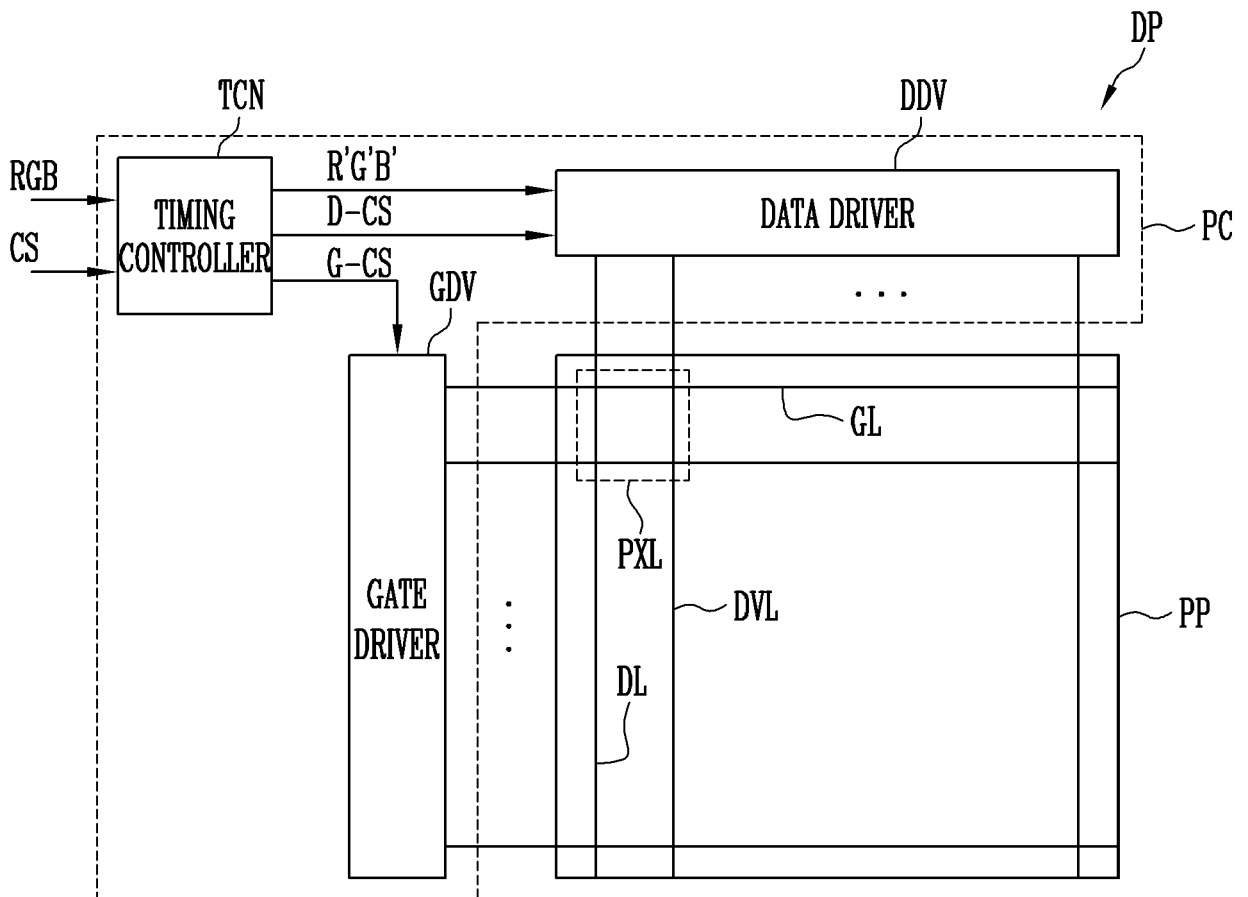 DP
TCN
DDV
RGB
R'G'B'
TIMING
CONTROLLER
D-CS
DATA DRIVER
PC
CS
G-CS
GDV
...
GL
PXL
GATE
DRIVER
...
DVL
PP
DL